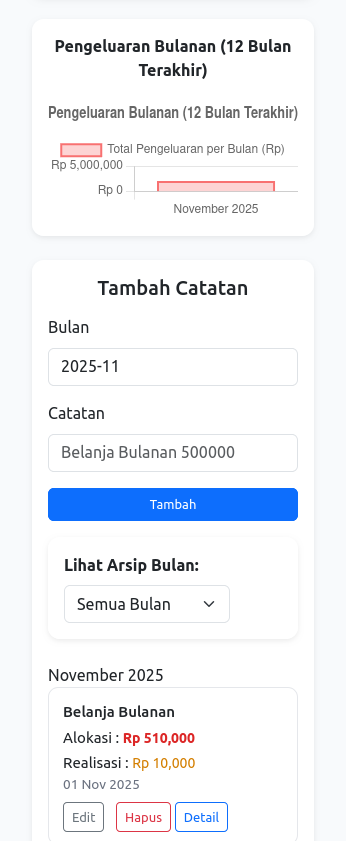 Pengeluaran Bulanan (12 Bulan
Terakhir)
Pengeluaran Bulanan (12 Bulan Terakhir)
Total Pengeluaran per Bulan (Rp)
Rp 5,000,000
Rp 0
November 2025
Tambah Catatan
Bulan
2025-11
Catatan
Belanja Bulanan 500000
Tambah
Lihat Arsip Bulan:
Semua Bulan
November 2025
Belanja Bulanan
Alokasi : Rp 510,000
Realisasi : Rp 10,000
01 Nov 2025
Edit Hapus Detail